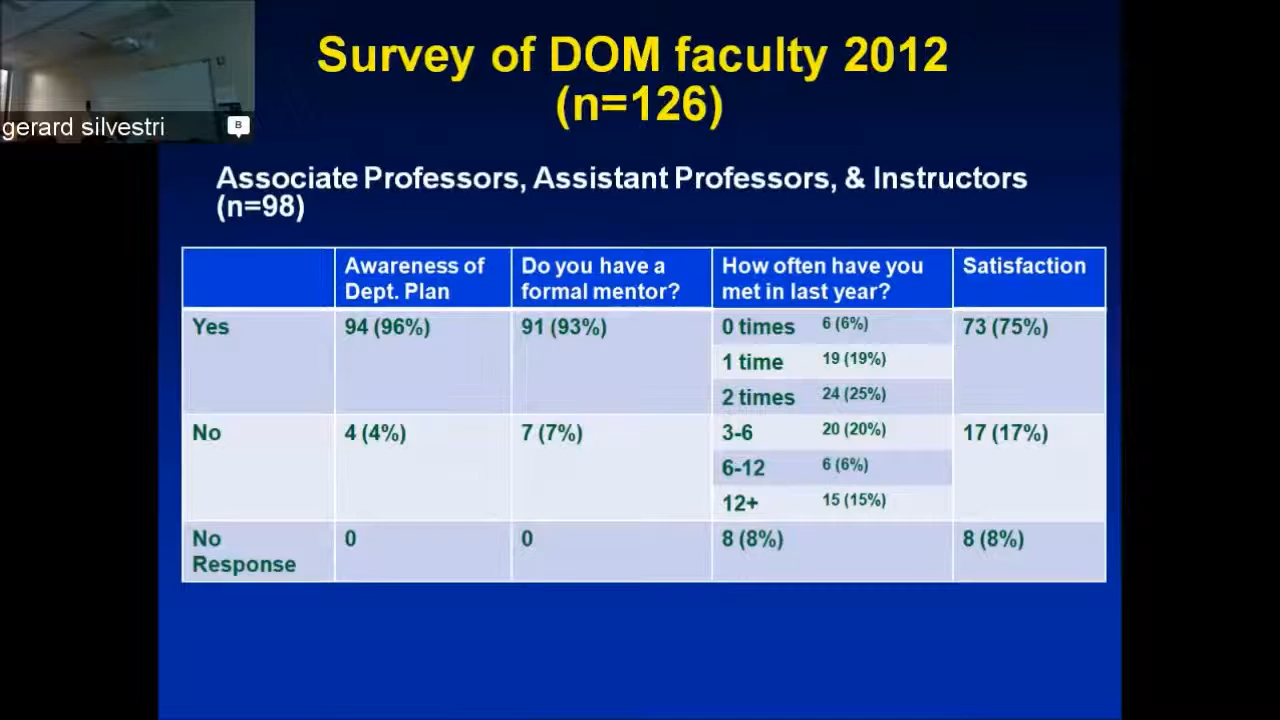 Survey of DOM faculty 2012
(n=126)
gerard silvestri
B
Associate Professors, Assistant Professors, & Instructors
(n=98)
Awareness of Dept. Plan
Do you have a formal mentor?
How often have you met in last year?
Satisfaction
Yes
94 (96%)
91 (93%)
0 times 6 (6%)
1 time 19 (19%)
2 times 24 (25%)
73 (75%)
No
4 (4%)
7 (7%)
3-6 20 (20%)
6-12 6 (6%)
12+ 15 (15%)
17 (17%)
No Response
0
0
8 (8%)
8 (8%)